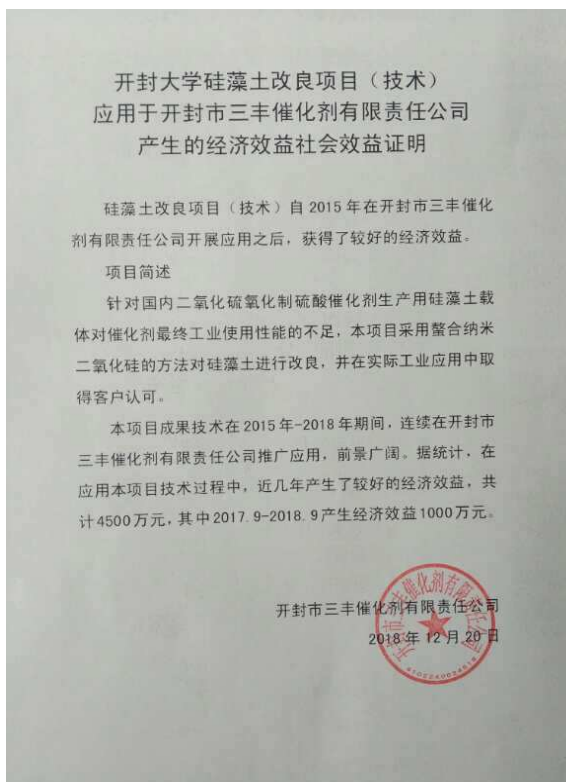 开封大学硅藻土改良项目（技术）
应用于开封市三丰催化剂有限责任公司
产生的经济效益社会效益证明
硅藻土改良项目（技术）自2015年在开封市三丰催化
剂有限责任公司开展应用之后，获得了较好的经济效益。
项目简述
针对国内二氧化硫氧化制硫酸催化剂生产用硅藻土载
体对催化剂最终工业使用性能的不足，本项目采用螯合纳米
二氧化硅的方法对硅藻土进行改良，并在实际工业应用中取
得客户认可。
本项目成果技术在2015年-2018年期间，连续在开封市
三丰催化剂有限责任公司推广应用，前景广阔。据统计，在
应用本项目技术过程中，近几年产生了较好的经济效益，共
计4500万元，其中2017.9-2018.9产生经济效益1000万元。
开封市三丰催化剂有限责任公司
2018年12月20日
开封市三丰催化剂有限责任公司